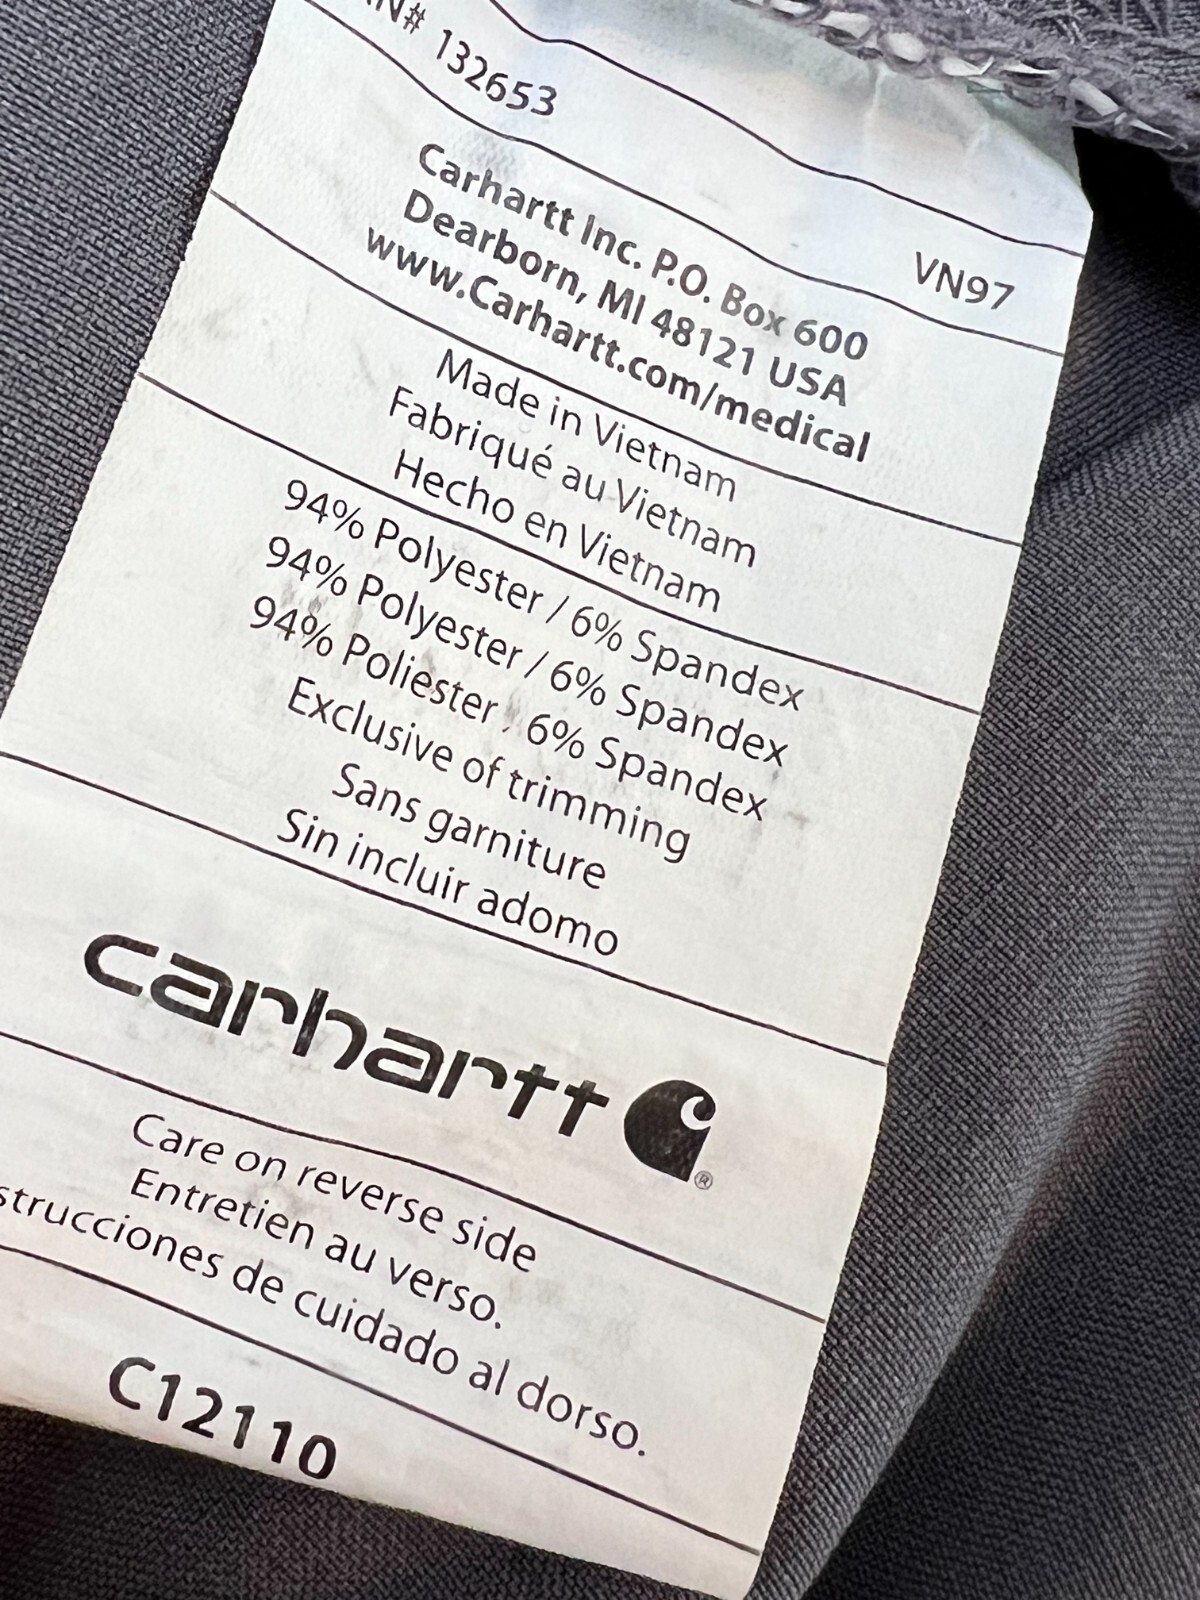 N# 132653
VN97
Carhartt Inc. P.O. Box 600
Dearborn, MI 48121 USA
www.Carhartt.com/medical
Made in Vietnam
Fabriqué au Vietnam
Hecho en Vietnam
94% Polyester / 6% Spandex
94% Polyester / 6% Spandex
94% Poliester / 6% Spandex
Exclusive of trimming
Sans garniture
Sin incluir adomo
carhartt
®
Care on reverse side
Entretien au verso.
strucciones de cuidado al dorso.
C12110